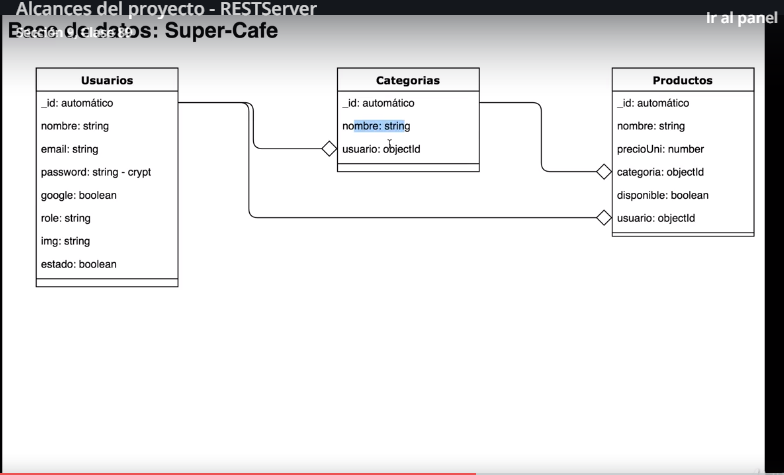 Alcances del proyecto - RESTServer
Ir al panel
Base de datos: Super-Cafe
Sección 9, Clase 89
Usuarios
_id: automático
nombre: string
email: string
password: string - crypt
google: boolean
role: string
img: string
estado: boolean
Categorias
_id: automático
nombre: string
usuario: objectId
Productos
_id: automático
nombre: string
precioUni: number
categoria: objectId
disponible: boolean
usuario: objectId